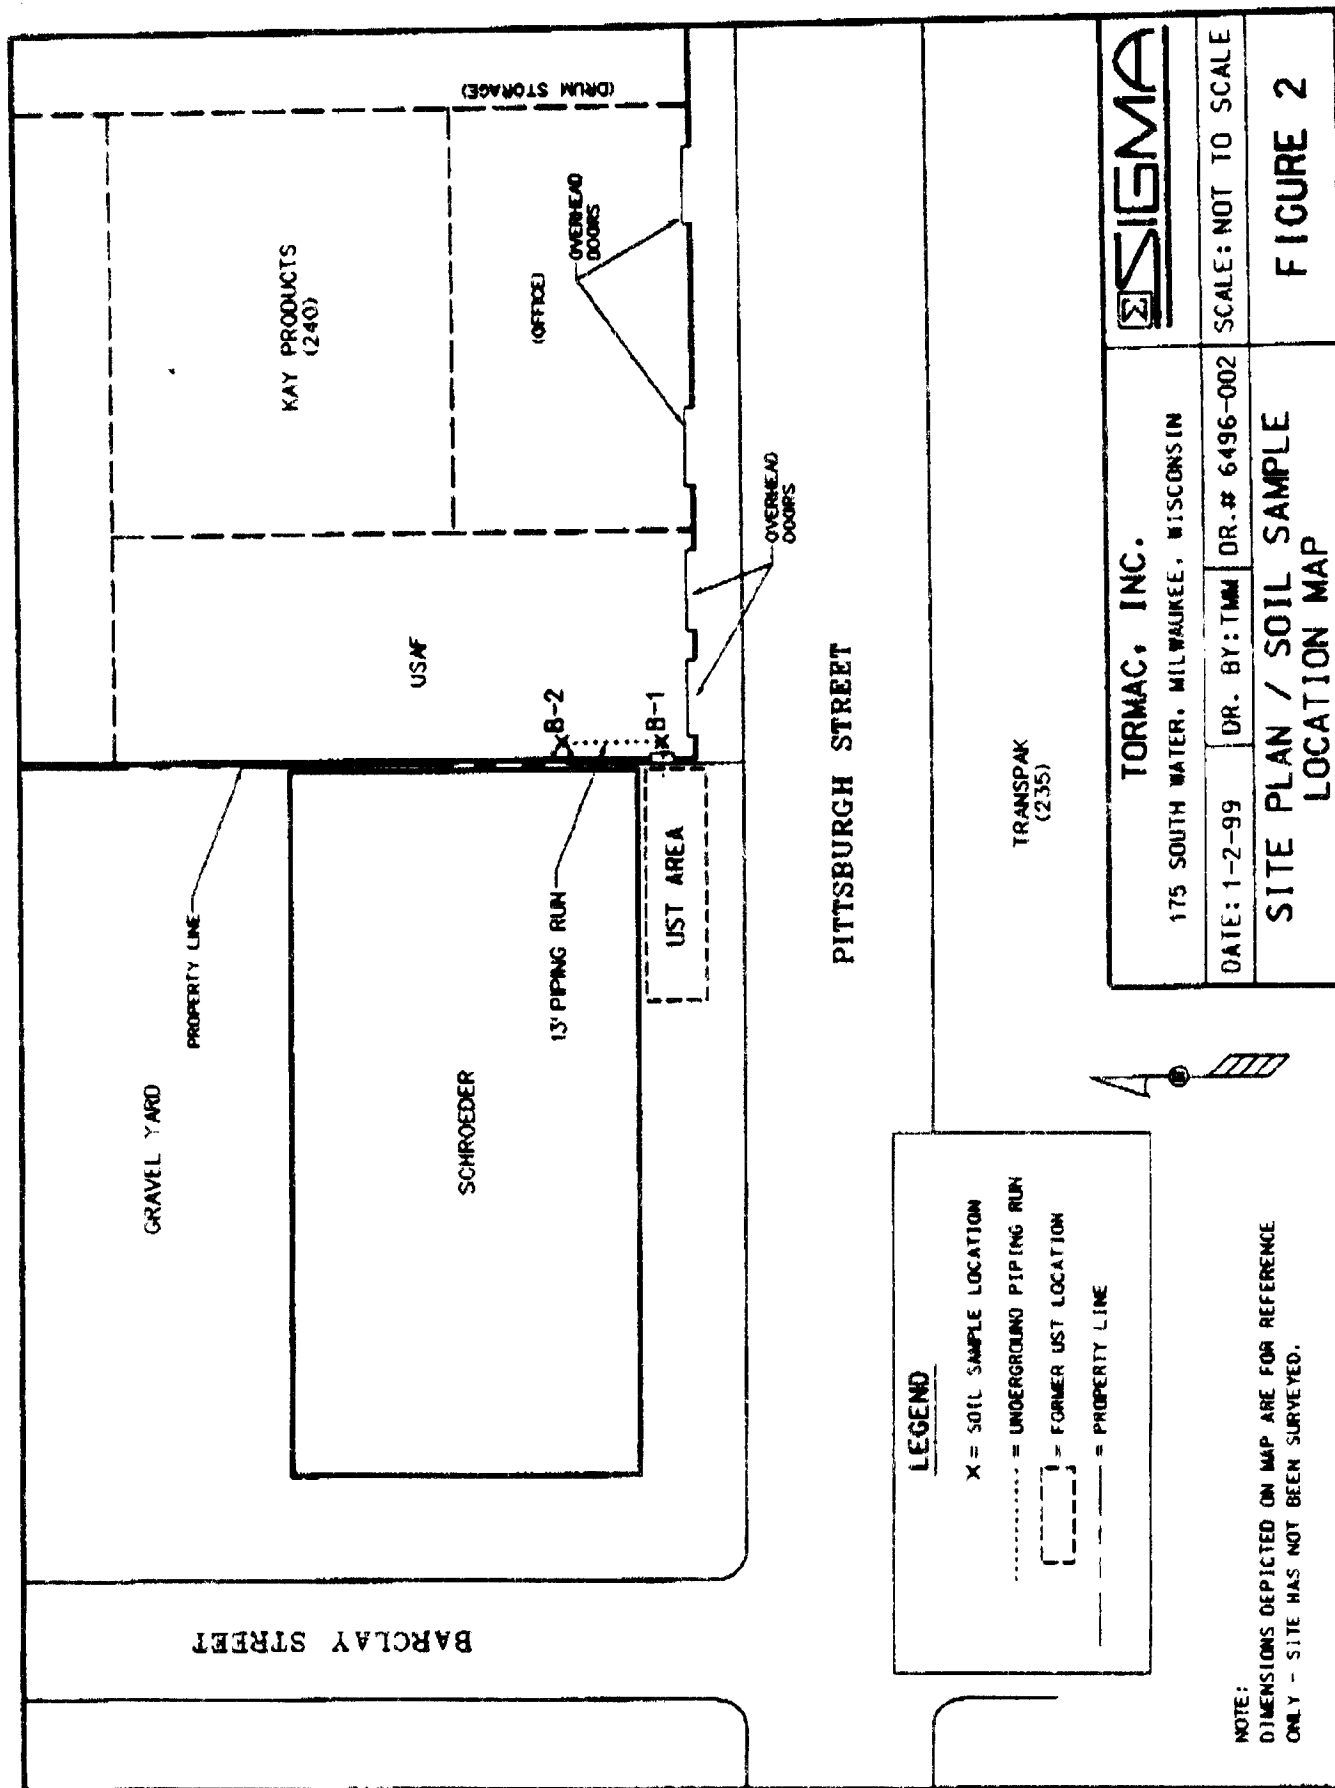 (DRUM STORAGE)
KAY PRODUCTS
(240)
OVERHEAD
DOORS
(OFFICE)
USAF
OVERHEAD
DOORS
B-2
B-1
PROPERTY LINE
GRAVEL YARD
SCHROEDER
13' PIPING RUN
UST AREA
PITTSBURGH STREET
BARCLAY STREET
TRANSPAK
(235)
LEGEND
X = SOIL SAMPLE LOCATION
........ = UNDERGROUND PIPING RUN
= FORMER UST LOCATION
= PROPERTY LINE
N
NOTE:
DIMENSIONS DEPICTED ON MAP ARE FOR REFERENCE
ONLY - SITE HAS NOT BEEN SURVEYED.
TORMAC, INC.
175 SOUTH WATER, MILWAUKEE, WISCONSIN
Σ SIGMA
DATE: 1-2-99 DR. BY: TMM DR.# 6496-002 SCALE: NOT TO SCALE
SITE PLAN / SOIL SAMPLE
LOCATION MAP
FIGURE 2